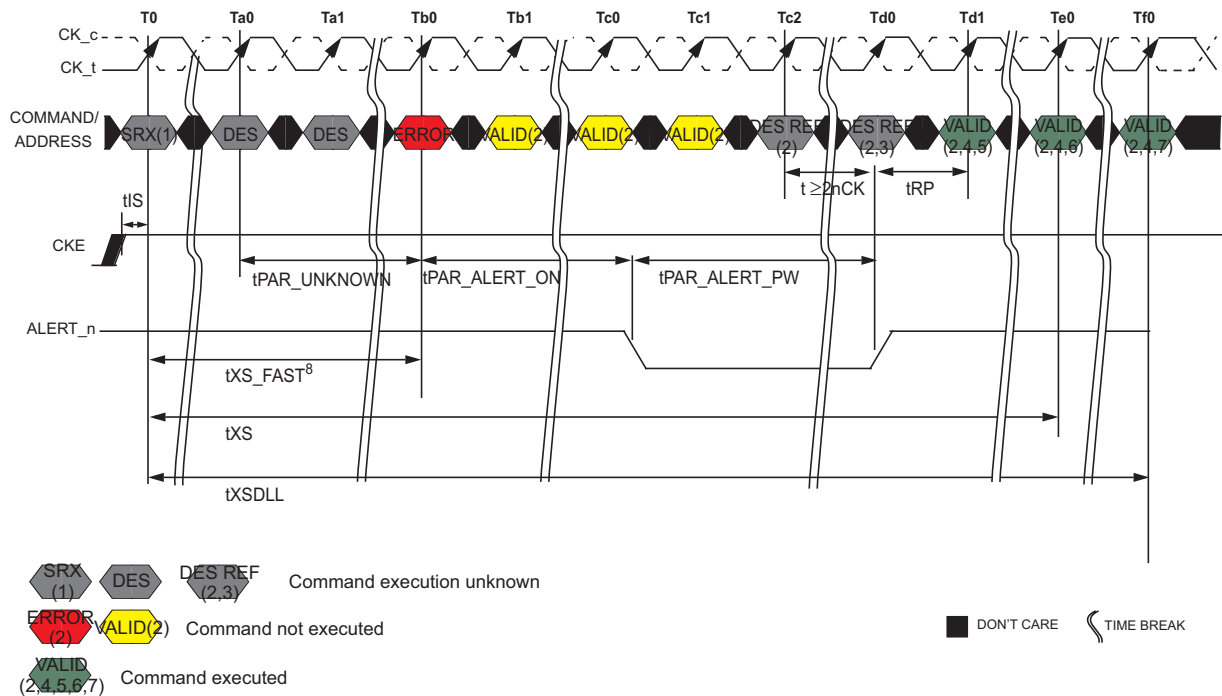 T0 Ta0 Ta1 Tb0 Tb1 Tc0 Tc1 Tc2 Td0 Td1 Te0 Tf0
CK_c
CK_t
COMMAND/
ADDRESS
SRX(1) DES DES ERROR VALID(2 VALID(2) VALID(2 DES REF
(2) DES REF
(2,3) VALID
(2,4,5) VALID
(2,4,6) VALID
(2,4,7)
t ≥2nCK tRP
tIS
CKE
tPAR_UNKNOWN tPAR_ALERT_ON tPAR_ALERT_PW
ALERT_n
tXS_FAST8
tXS
tXSDLL
SRX
(1) DES DES REF
(2,3) Command execution unknown
ERROR
(2) VALID(2) Command not executed
DON'T CARE TIME BREAK
VALID
(2,4,5,6,7) Command executed